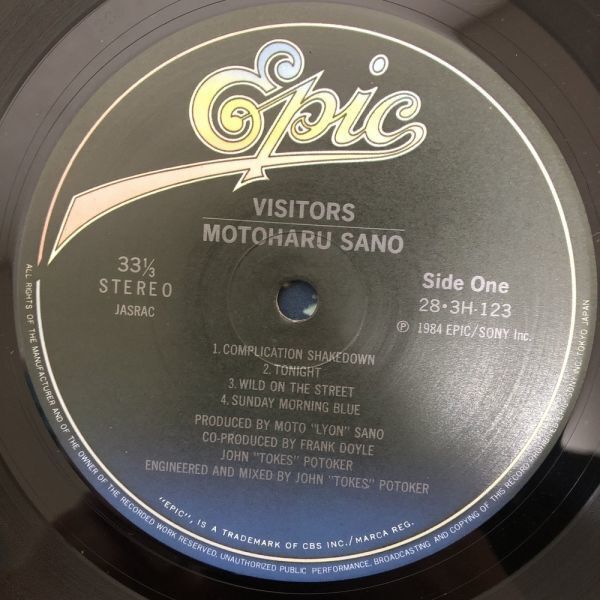 Epic
VISITORS
MOTOHARU SANO
33⅓
STEREO
JASRAC
Side One
28・3H-123
Ⓟ 1984 EPIC/SONY Inc.
1. COMPLICATION SHAKEDOWN
2. TONIGHT
3. WILD ON THE STREET
4. SUNDAY MORNING BLUE
PRODUCED BY MOTO "LYON" SANO
CO-PRODUCED BY FRANK DOYLE
JOHN "TOKES" POTOKER
ENGINEERED AND MIXED BY JOHN "TOKES" POTOKER
"EPIC", IS A TRADEMARK OF CBS INC./MARCA REG.
ALL RIGHTS OF THE MANUFACTURER AND OF THE OWNER OF THE RECORDED WORK RESERVED, UNAUTHORIZED PUBLIC PERFORMANCE, BROADCASTING AND COPYING OF THIS RECORD PROHIBITED. SONY INC. TOKYO JAPAN